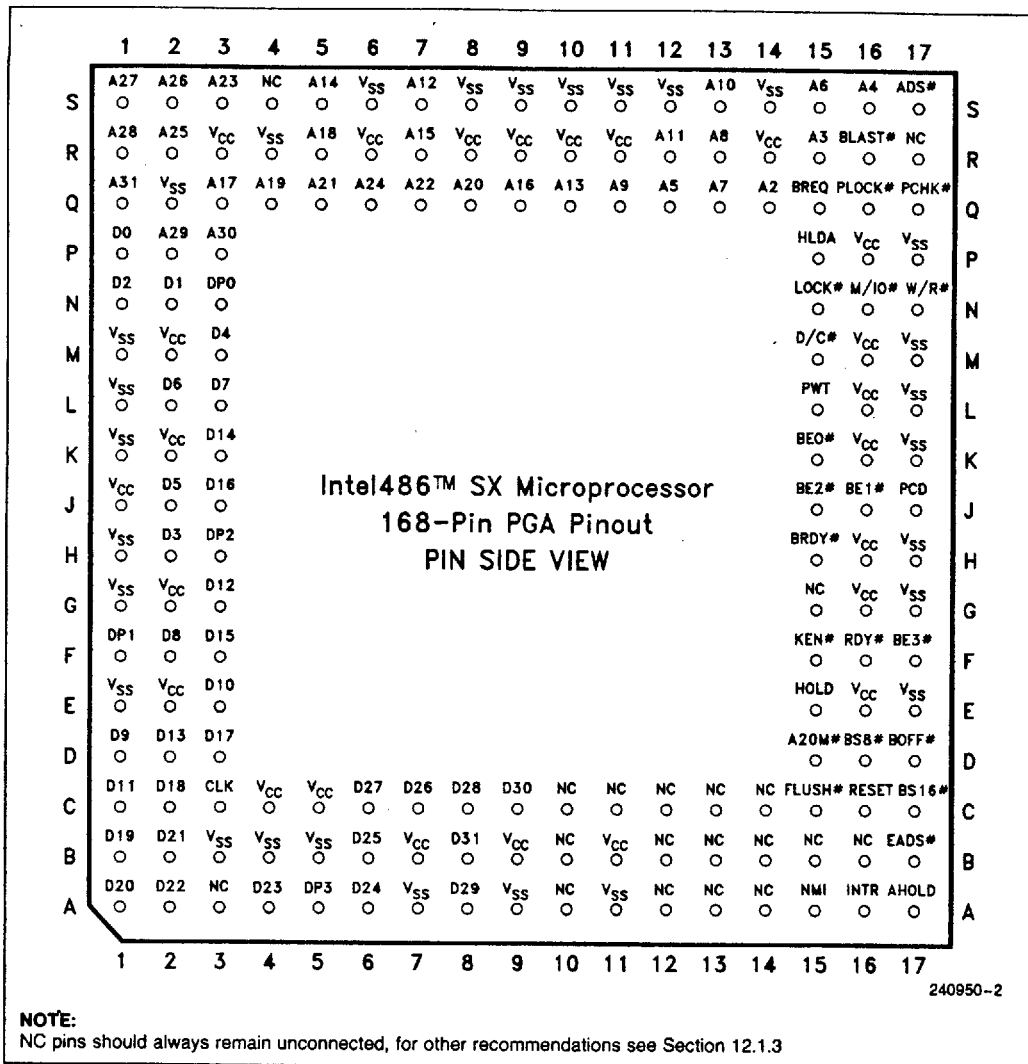 1 2 3 4 5 6 7 8 9 10 11 12 13 14 15 16 17
A27 A26 A23 NC A14 VSS A12 VSS VSS VSS VSS VSS A10 VSS A6 A4 ADS#
S S
A28 A25 VCC VSS A18 VCC A15 VCC VCC VCC VCC A11 A8 VCC A3 BLAST# NC
R R
A31 VSS A17 A19 A21 A24 A22 A20 A16 A13 A9 A5 A7 A2 BREQ PLOCK# PCHK#
Q Q
D0 A29 A30 HLDA VCC VSS
P P
D2 D1 DP0 LOCK# M/IO# W/R#
N N
VSS VCC D4 D/C# VCC VSS
M M
VSS D6 D7 PWT VCC VSS
L L
VSS VCC D14 BE0# VCC VSS
K K
VCC D5 D16 BE2# BE1# PCD
J J
Intel486™ SX Microprocessor
168-Pin PGA Pinout
PIN SIDE VIEW
VSS D3 DP2 BRDY# VCC VSS
H H
VSS VCC D12 NC VCC VSS
G G
DP1 D8 D15 KEN# RDY# BE3#
F F
VSS VCC D10 HOLD VCC VSS
E E
D9 D13 D17 A20M# BS8# BOFF#
D D
D11 D18 CLK VCC VCC D27 D26 D28 D30 NC NC NC NC NC FLUSH# RESET BS16#
C C
D19 D21 VSS VSS VSS D25 VCC D31 VCC NC VCC NC NC NC NC NC EADS#
B B
D20 D22 NC D23 DP3 D24 VSS D29 VSS NC VSS NC NC NC NMI INTR AHOLD
A A
1 2 3 4 5 6 7 8 9 10 11 12 13 14 15 16 17
240950-2
NOTE:
NC pins should always remain unconnected, for other recommendations see Section 12.1.3